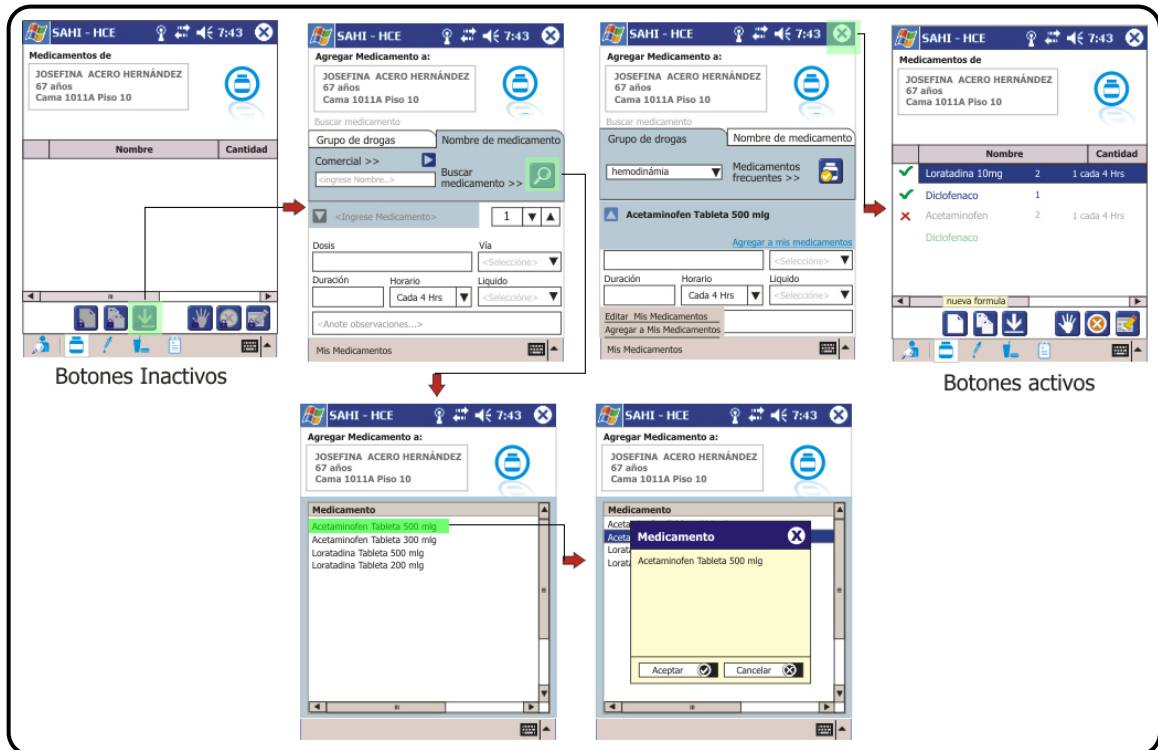 SAHI - HCE 7:43
Medicamentos de
JOSEFINA ACERO HERNÁNDEZ
67 años
Cama 1011A Piso 10
Nombre Cantidad
Botones Inactivos
SAHI - HCE 7:43
Agregar Medicamento a:
JOSEFINA ACERO HERNÁNDEZ
67 años
Cama 1011A Piso 10
Buscar medicamento
Grupo de drogas Nombre de medicamento
Comercial >>
<ingrese Nombre...>
Buscar
medicamento >>
<Ingrese Medicamento>
1
Dosis Vía
<Seleccióne>
Duración Horario Liquido
Cada 4 Hrs <Seleccióne>
<Anote observaciones...>
Mis Medicamentos
SAHI - HCE 7:43
Agregar Medicamento a:
JOSEFINA ACERO HERNÁNDEZ
67 años
Cama 1011A Piso 10
Buscar medicamento
Grupo de drogas Nombre de medicamento
hemodinámia
Medicamentos
frecuentes >>
Acetaminofen Tableta 500 mlg
Agregar a mis medicamentos
<Seleccióne>
Duración Horario Liquido
Cada 4 Hrs <Seleccióne>
Editar Mis Medicamentos
Agregar a Mis Medicamentos
Mis Medicamentos
SAHI - HCE 7:43
Medicamentos de
JOSEFINA ACERO HERNÁNDEZ
67 años
Cama 1011A Piso 10
Nombre Cantidad
Loratadina 10mg 2 1 cada 4 Hrs
Diclofenaco 1
Acetaminofen 2 1 cada 4 Hrs
Diclofenaco
nueva formula
Botones activos
SAHI - HCE 7:43
Agregar Medicamento a:
JOSEFINA ACERO HERNÁNDEZ
67 años
Cama 1011A Piso 10
Medicamento
Acetaminofen Tableta 500 mlg
Acetaminofen Tableta 300 mlg
Loratadina Tableta 500 mlg
Loratadina Tableta 200 mlg
SAHI - HCE 7:43
Agregar Medicamento a:
JOSEFINA ACERO HERNÁNDEZ
67 años
Cama 1011A Piso 10
Medicamento
Aceta
Aceta
Lorat
Lorat
Medicamento
Acetaminofen Tableta 500 mlg
Aceptar Cancelar